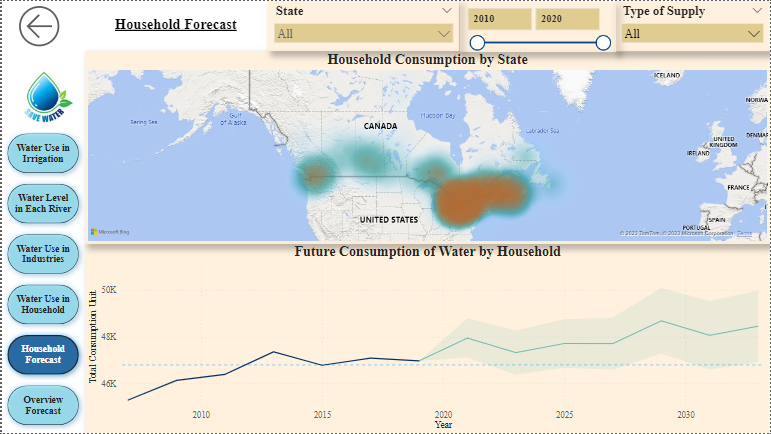 Household Forecast
State
All
2010
2020
Type of Supply
All
SAVE WATER
Water Use in
Irrigation
Water Level
in Each River
Water Use in
Industries
Water Use in
Household
Household
Forecast
Overview
Forecast
Household Consumption by State
ICELAND
NORWA
Bering Sea
Gulf
of Alaska
Hudson Bay
CANADA
Labrador Sea
UNITED
KINGDOM
DENMAR
IRELAND
FRANCE
UNITED STATES
SPAIN
PORTUGAL
Microsoft Bing
© 2023 TomTom, © 2023 Microsoft Corporation Terms
Future Consumption of Water by Household
Total Consumption Unit
50K
48K
46K
2010
2015
2020
2025
2030
Year